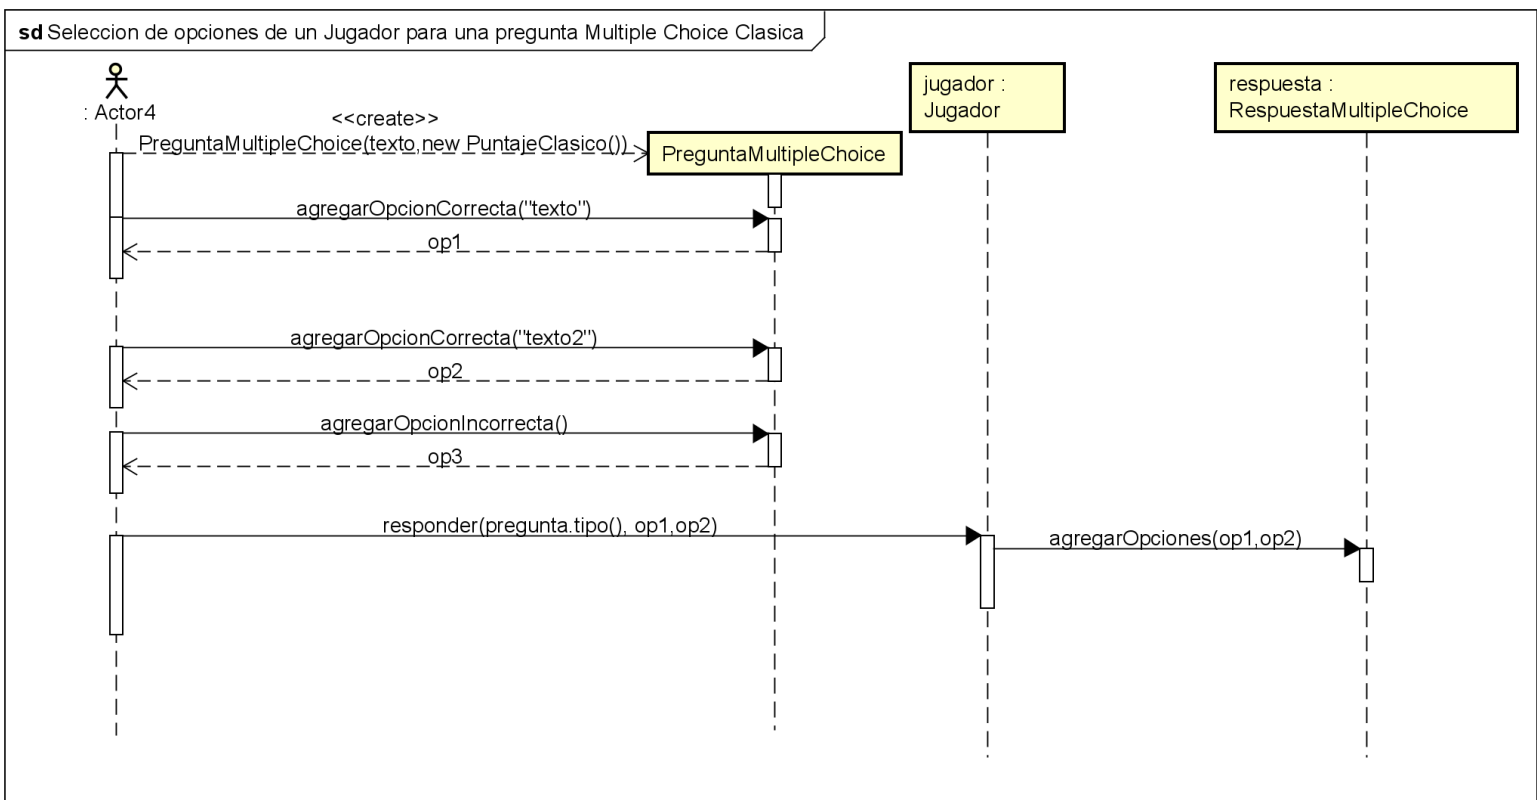 sd Seleccion de opciones de un Jugador para una pregunta Multiple Choice Clasica
: Actor4
<<create>>
PreguntaMultipleChoice(texto,new PuntajeClasico())
PreguntaMultipleChoice
jugador :
Jugador
respuesta :
RespuestaMultipleChoice
agregarOpcionCorrecta("texto")
op1
agregarOpcionCorrecta("texto2")
op2
agregarOpcionIncorrecta()
op3
responder(pregunta.tipo(), op1,op2)
agregarOpciones(op1,op2)